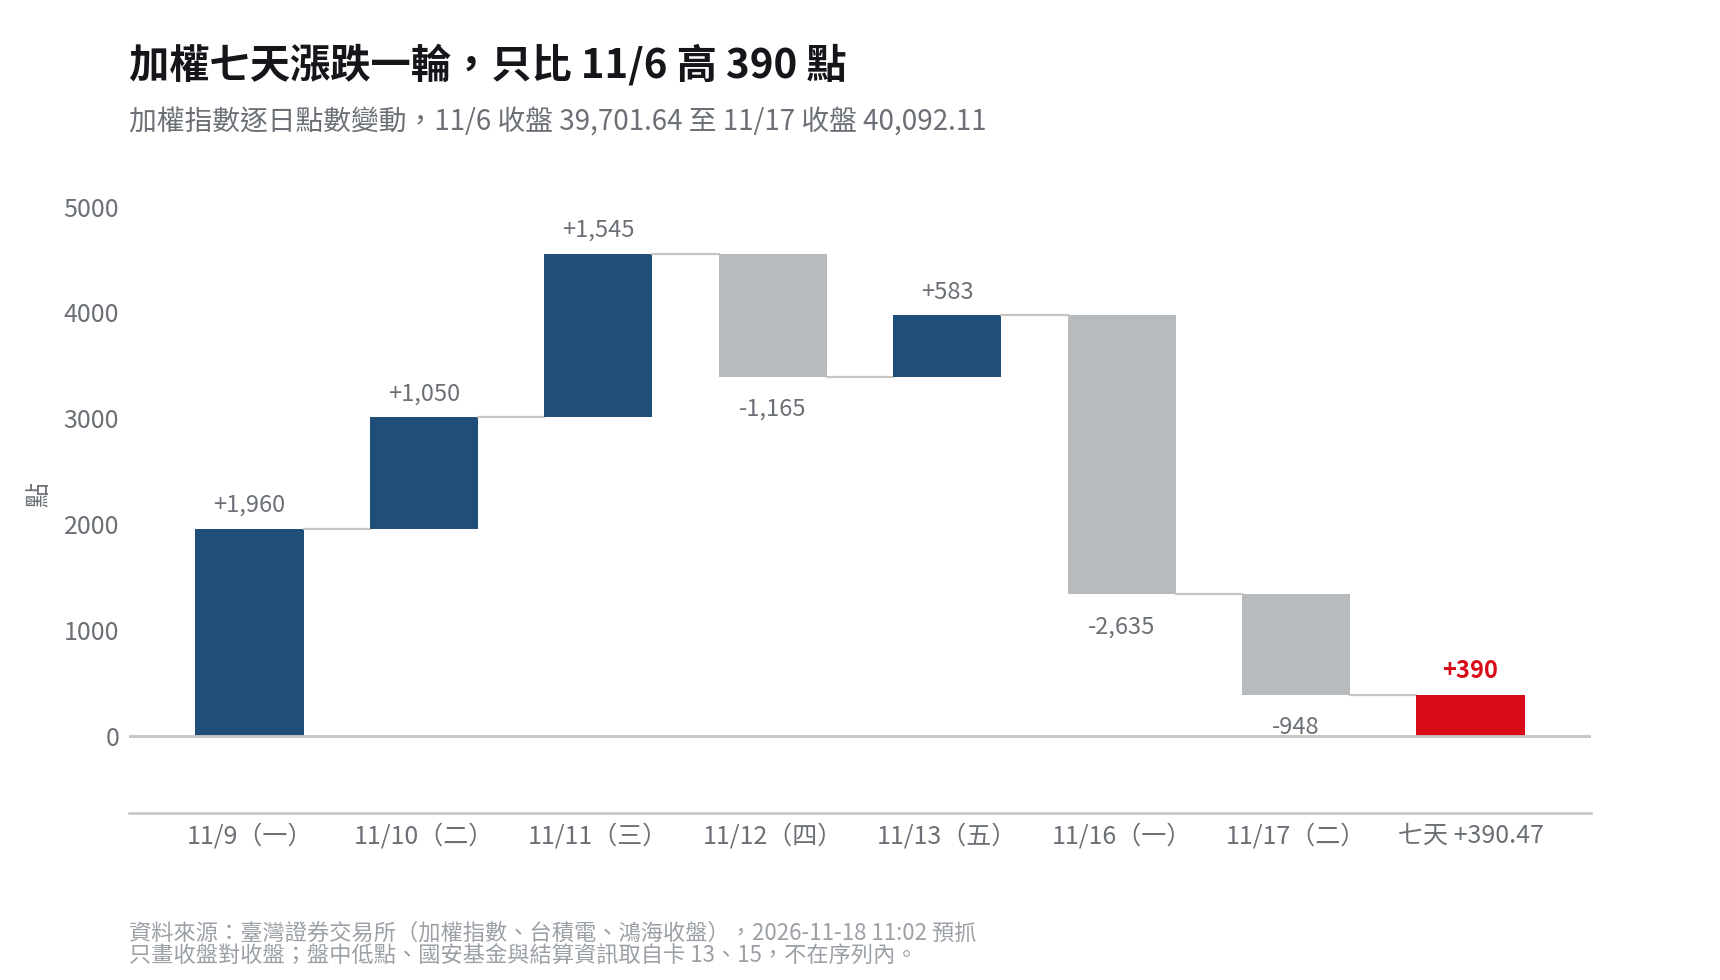 加權七天漲跌一輪，只比 11/6 高 390 點
加權指數逐日點數變動，11/6 收盤 39,701.64 至 11/17 收盤 40,092.11
點
5000
4000
3000
2000
1000
0
+1,960
+1,050
+1,545
-1,165
+583
-2,635
-948
+390
11/9（一）
11/10（二）
11/11（三）
11/12（四）
11/13（五）
11/16（一）
11/17（二）
七天 +390.47
資料來源：臺灣證券交易所（加權指數、台積電、鴻海收盤），2026-11-18 11:02 預抓
只畫收盤對收盤；盤中低點、國安基金與結算資訊取自卡 13、15，不在序列內。